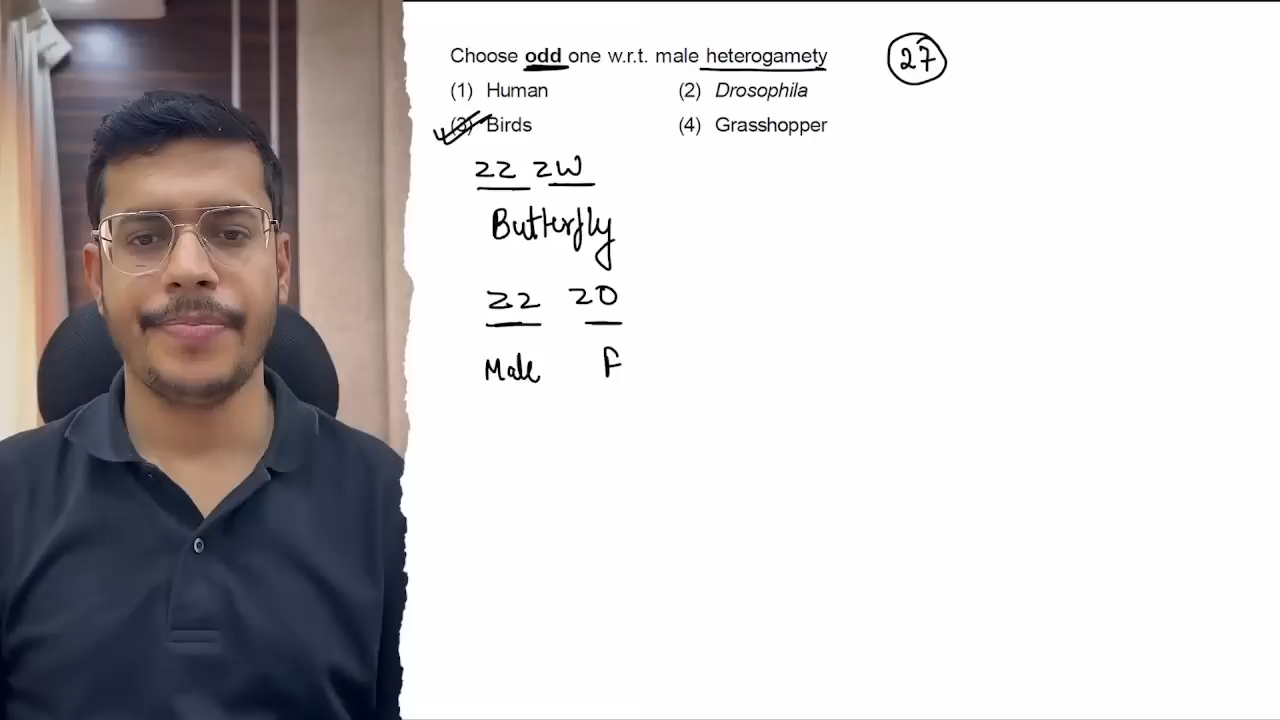 Choose odd one w.r.t. male heterogamety
27
(1) Human (2) Drosophila
(3) Birds (4) Grasshopper
ZZ ZW
Butterfly
ZZ ZO
Male F